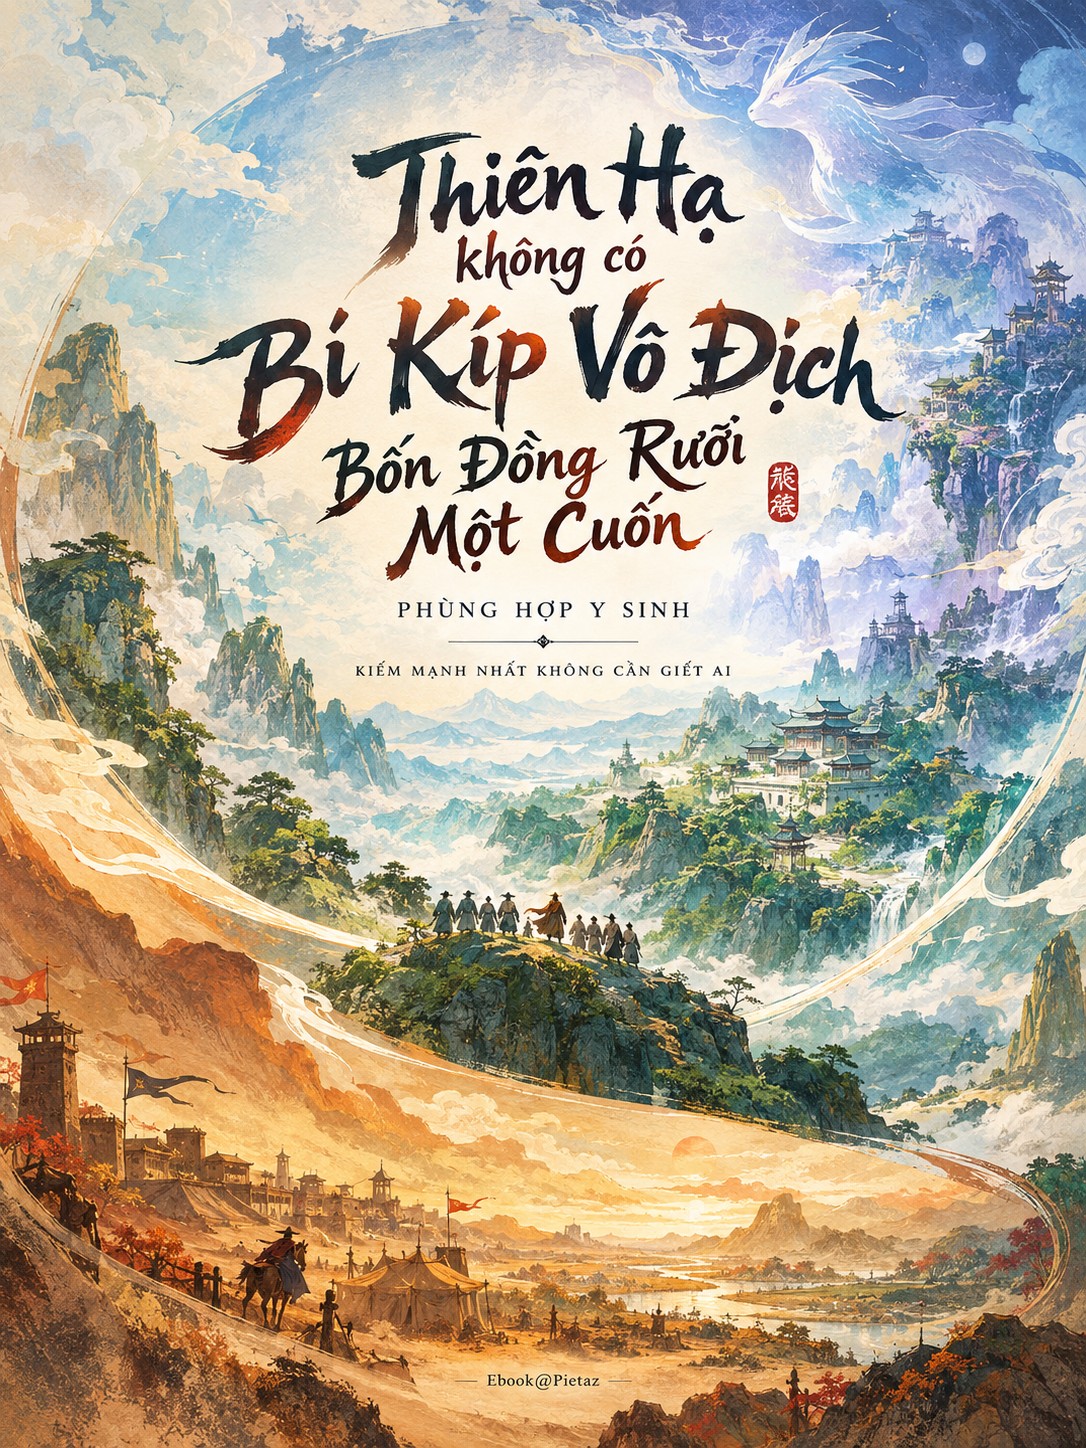 Thiên Hạ
không có
Bí Kíp Vô Địch
Bốn Đồng Rưỡi
Một Cuốn
PHÙNG HỢP Y SINH
KIẾM MẠNH NHẤT KHÔNG CẦN GIẾT AI
Ebook@Pietaz